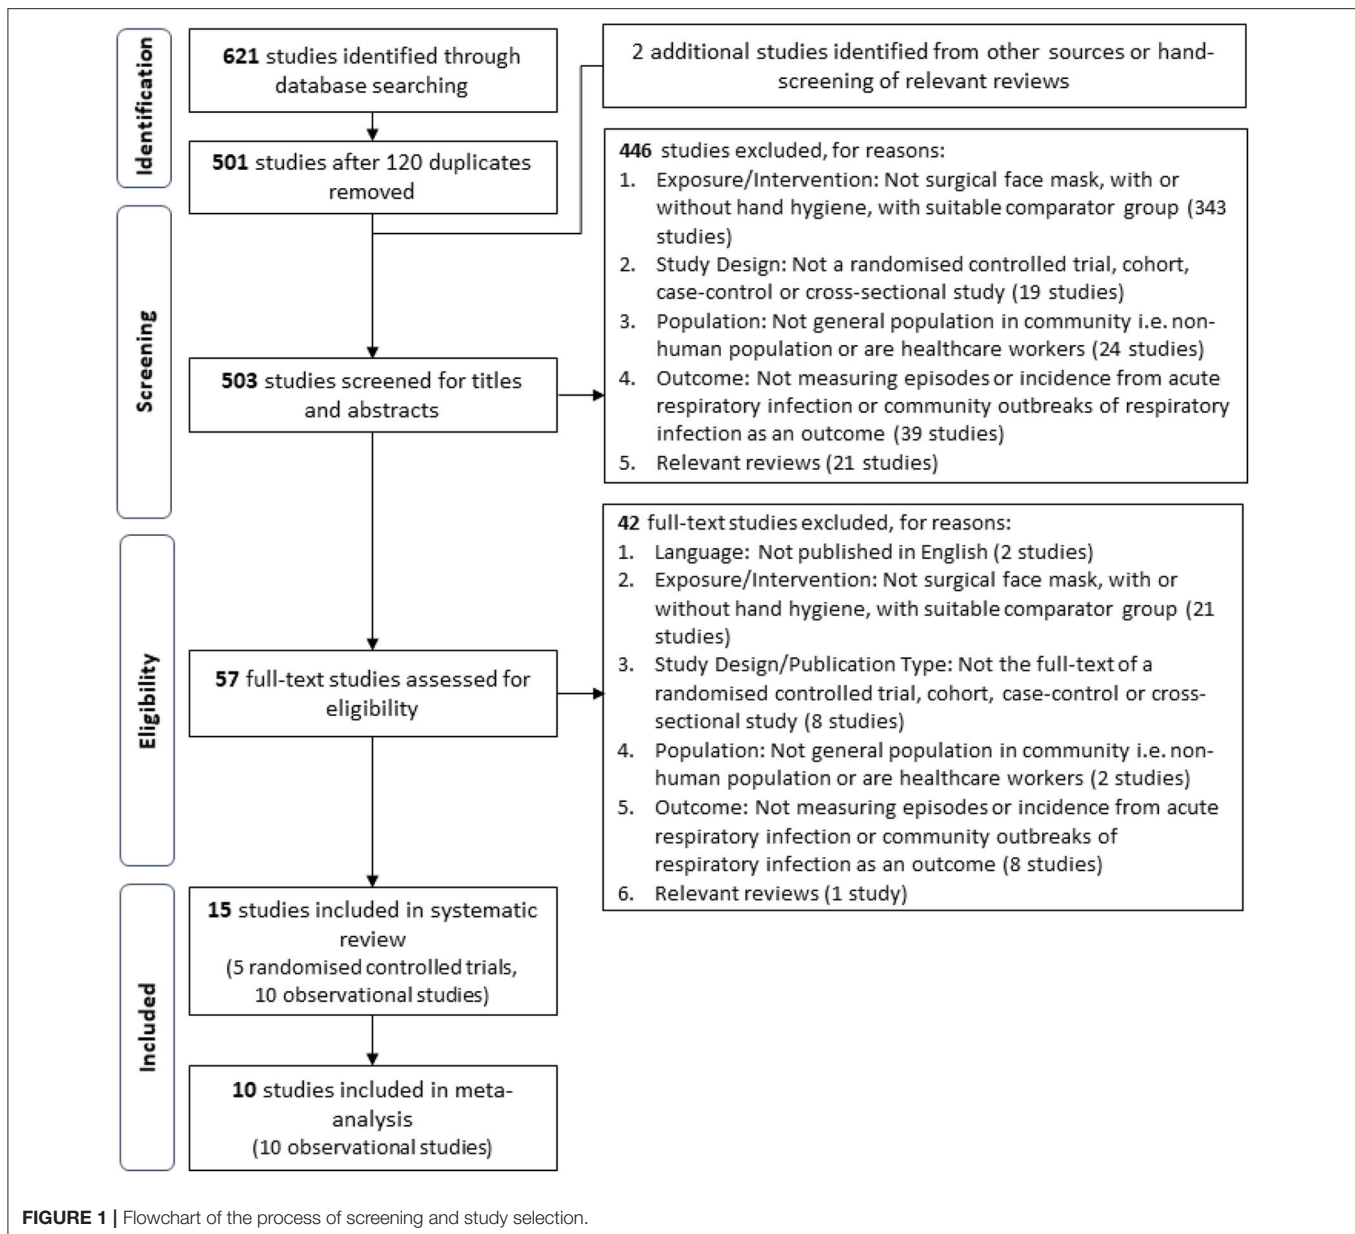 Identification
621 studies identified through
database searching
2 additional studies identified from other sources or hand-
screening of relevant reviews
501 studies after 120 duplicates
removed
Screening
503 studies screened for titles
and abstracts
446 studies excluded, for reasons:
1. Exposure/Intervention: Not surgical face mask, with or
without hand hygiene, with suitable comparator group (343
studies)
2. Study Design: Not a randomised controlled trial, cohort,
case-control or cross-sectional study (19 studies)
3. Population: Not general population in community i.e. non-
human population or are healthcare workers (24 studies)
4. Outcome: Not measuring episodes or incidence from acute
respiratory infection or community outbreaks of respiratory
infection as an outcome (39 studies)
5. Relevant reviews (21 studies)
Eligibility
57 full-text studies assessed for
eligibility
42 full-text studies excluded, for reasons:
1. Language: Not published in English (2 studies)
2. Exposure/Intervention: Not surgical face mask, with or
without hand hygiene, with suitable comparator group (21
studies)
3. Study Design/Publication Type: Not the full-text of a
randomised controlled trial, cohort, case-control or cross-
sectional study (8 studies)
4. Population: Not general population in community i.e. non-
human population or are healthcare workers (2 studies)
5. Outcome: Not measuring episodes or incidence from acute
respiratory infection or community outbreaks of
respiratory infection as an outcome (8 studies)
6. Relevant reviews (1 study)
Included
15 studies included in systematic
review
(5 randomised controlled trials,
10 observational studies)
10 studies included in meta-
analysis
(10 observational studies)
FIGURE 1 | Flowchart of the process of screening and study selection.